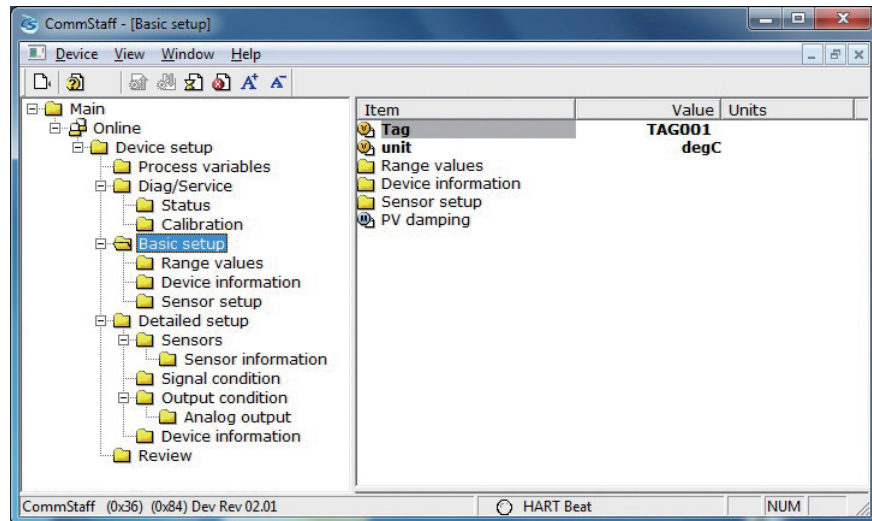 CommStaff - [Basic setup]
Device View Window Help
Main
Online
Device setup
Process variables
Diag/Service
Status
Calibration
Basic setup
Range values
Device information
Sensor setup
Detailed setup
Sensors
Sensor information
Signal condition
Output condition
Analog output
Device information
Review
Item Value Units
Tag TAG001
unit degC
Range values
Device information
Sensor setup
PV damping
CommStaff (0x36) (0x84) Dev Rev 02.01 HART Beat NUM